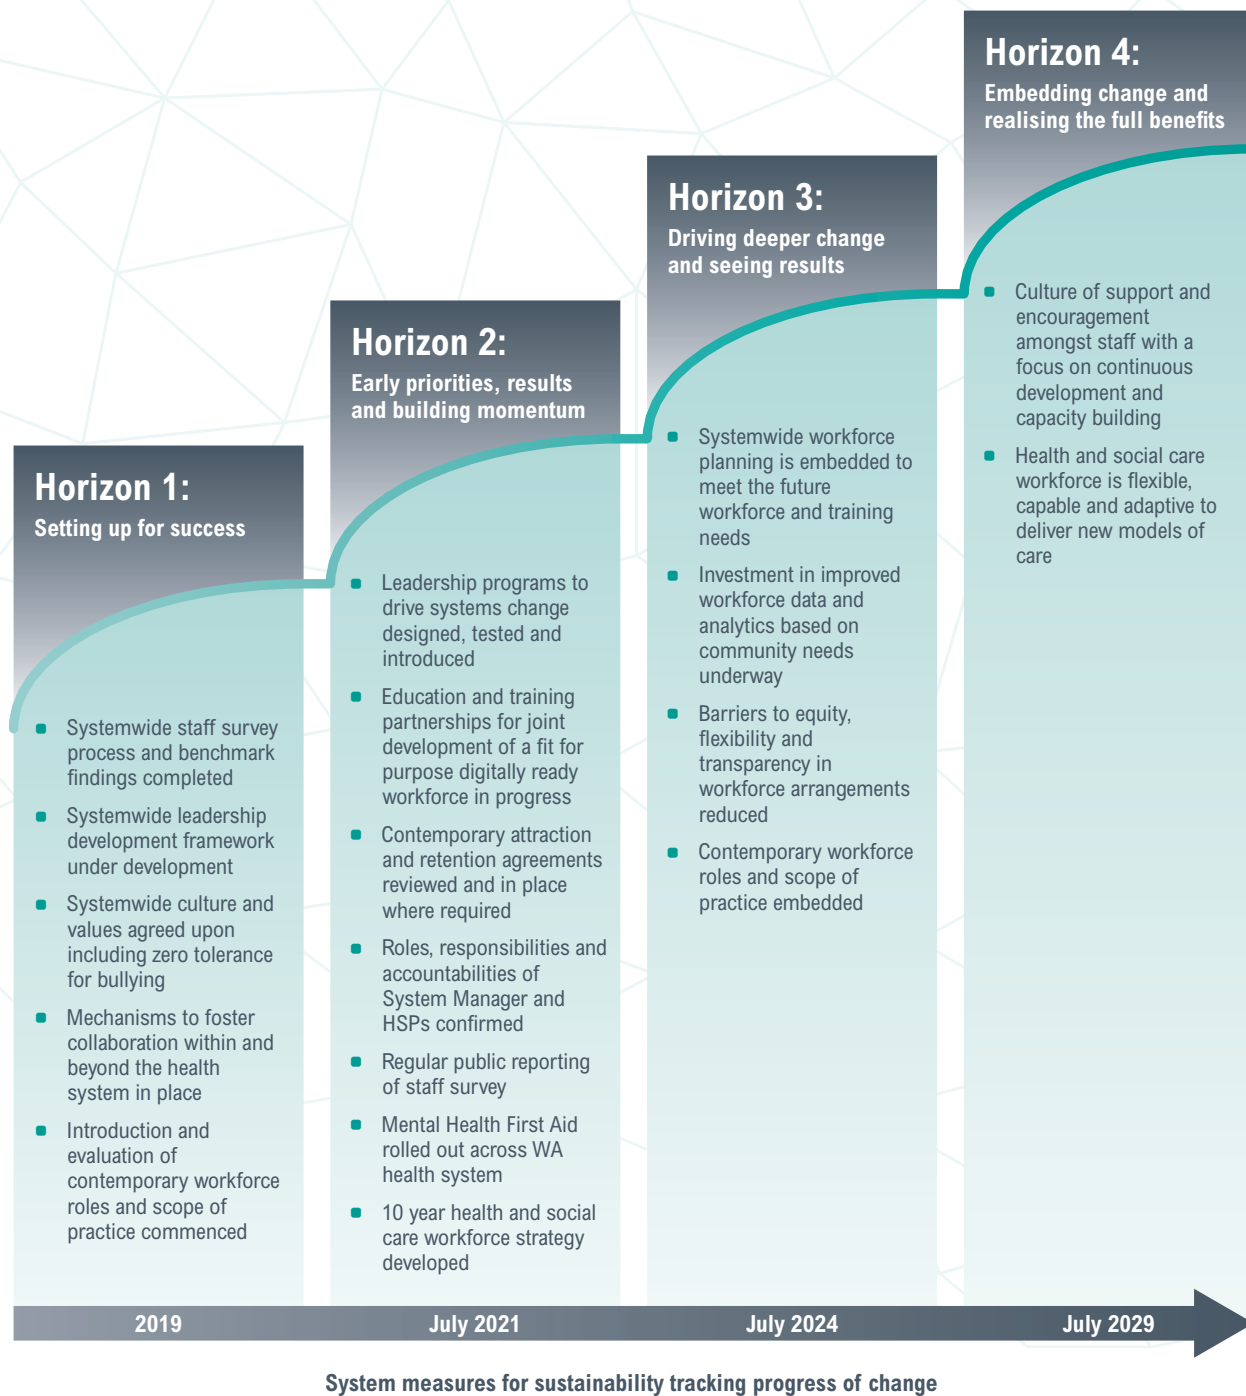 Horizon 1:
Setting up for success
Systemwide staff survey
process and benchmark
findings completed
Systemwide leadership
development framework
under development
Systemwide culture and
values agreed upon
including zero tolerance
for bullying
Mechanisms to foster
collaboration within and
beyond the health
system in place
Introduction and
evaluation of
contemporary workforce
roles and scope of
practice commenced
2019
Horizon 2:
Early priorities, results
and building momentum
Leadership programs to
drive systems change
designed, tested and
introduced
Education and training
partnerships for joint
development of a fit for
purpose digitally ready
workforce in progress
Contemporary attraction
and retention agreements
reviewed and in place
where required
Roles, responsibilities and
accountabilities of
System Manager and
HSPs confirmed
Regular public reporting
of staff survey
Mental Health First Aid
rolled out across WA
health system
10 year health and social
care workforce strategy
developed
July 2021
Horizon 3:
Driving deeper change
and seeing results
Systemwide workforce
planning is embedded to
meet the future
workforce and training
needs
Investment in improved
workforce data and
analytics based on
community needs
underway
Barriers to equity,
flexibility and
transparency in
workforce arrangements
reduced
Contemporary workforce
roles and scope of
practice embedded
July 2024
Horizon 4:
Embedding change and
realising the full benefits
Culture of support and
encouragement
amongst staff with a
focus on continuous
development and
capacity building
Health and social care
workforce is flexible,
capable and adaptive to
deliver new models of
care
July 2029
System measures for sustainability tracking progress of change